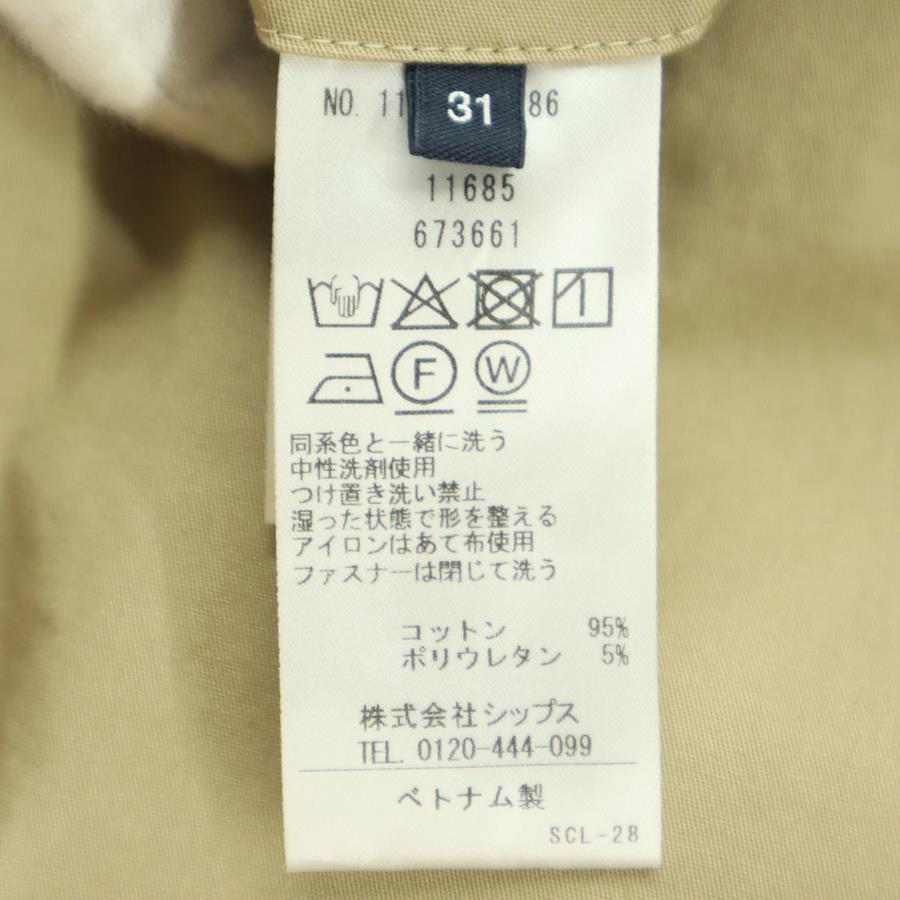 NO. 11 86
31
11685
673661
F W
同系色と一緒に洗う
中性洗剤使用
つけ置き洗い禁止
湿った状態で形を整える
アイロンはあて布使用
ファスナーは閉じて洗う
コットン 95%
ポリウレタン 5%
株式会社シップス
TEL. 0120-444-099
ベトナム製
SCL-28